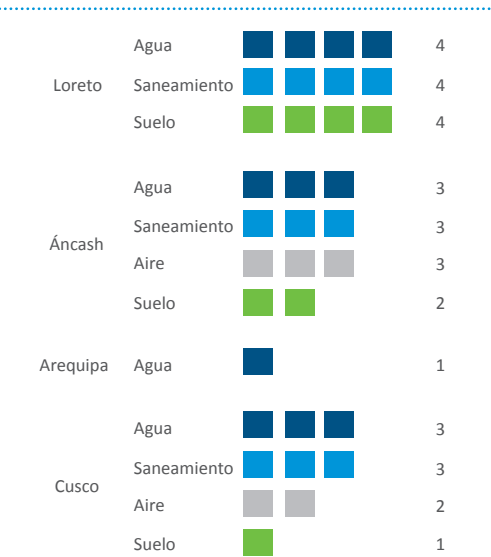 Agua 4
Loreto Saneamiento 4
Suelo 4
Agua 3
Saneamiento 3
Áncash
Aire 3
Suelo 2
Arequipa Agua 1
Agua 3
Saneamiento 3
Cusco
Aire 2
Suelo 1